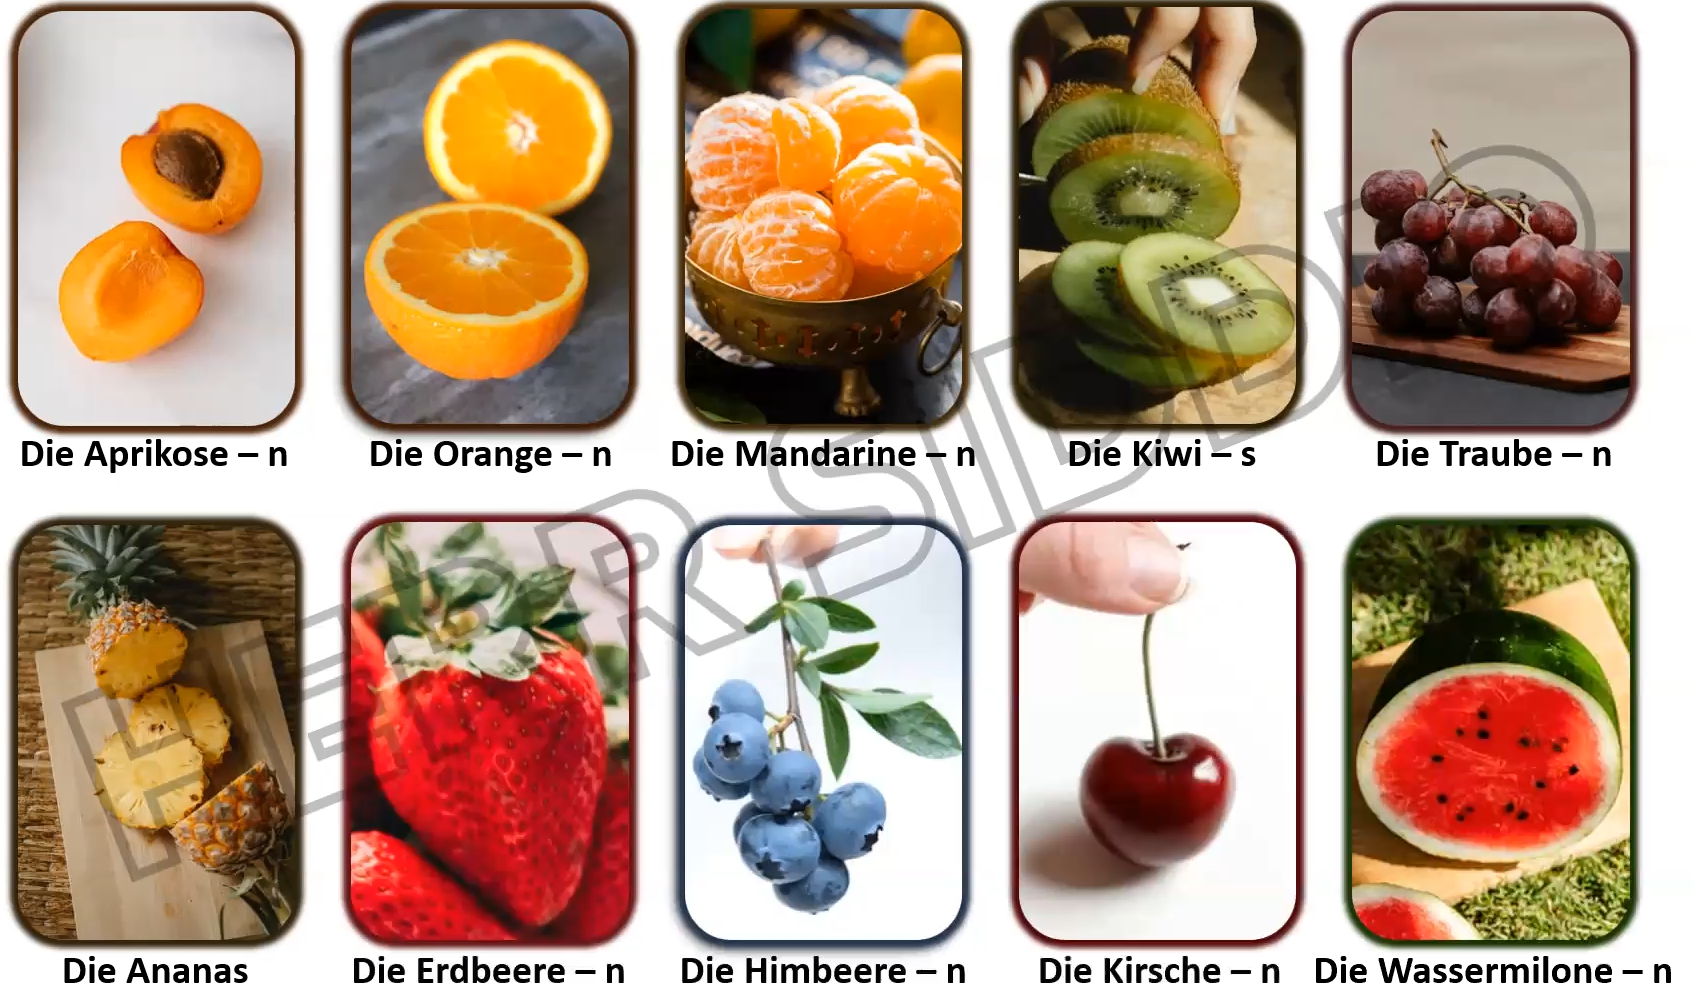 Die Aprikose – n
Die Orange – n
Die Mandarine – n
Die Kiwi – s
Die Traube – n
HERR SIDDO
Die Ananas
Die Erdbeere – n
Die Himbeere – n
Die Kirsche – n
Die Wassermilone – n